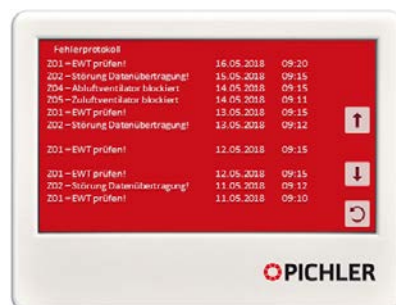 Fehlerprotokoll
Z01 – EWT prüfen! 16.05.2018 09:20
Z02 – Störung Datenübertragung! 15.05.2018 09:15
Z04 – Abluftventilator blockiert 14.05.2018 09:15
Z05 – Zuluftventilator blockiert 14.05.2018 09:11
Z01 – EWT prüfen! 13.05.2018 09:15
Z02 – Störung Datenübertragung! 13.05.2018 09:12
Z01 – EWT prüfen! 12.05.2018 09:15
Z01 – EWT prüfen! 12.05.2018 09:15
Z02 – Störung Datenübertragung! 11.05.2018 09:12
Z01 – EWT prüfen! 11.05.2018 09:10
PICHLER